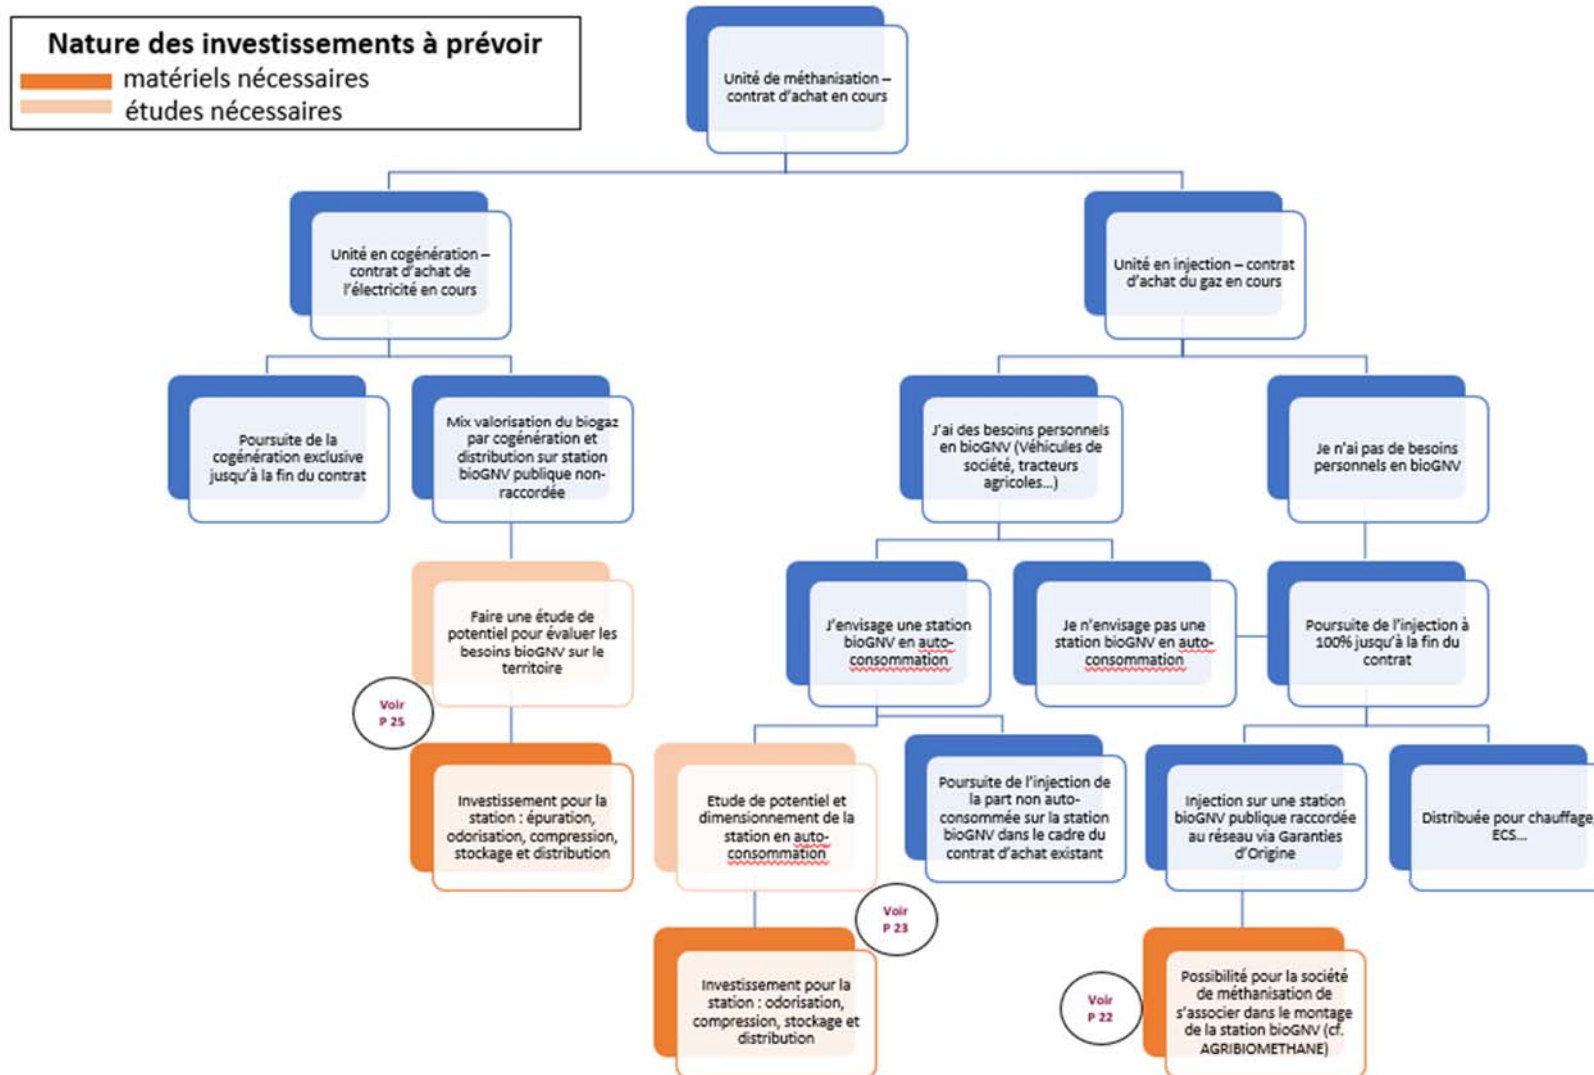 Nature des investissements à prévoir
matériels nécessaires
études nécessaires
Unité de méthanisation –
contrat d'achat en cours
Unité en cogénération –
contrat d'achat de
l'électricité en cours
Unité en injection – contrat
d'achat du gaz en cours
Poursuite de la
cogénération exclusive
jusqu'à la fin du contrat
Mix valorisation du biogaz
par cogénération et
distribution sur station
bioGNV publique non-
raccordée
J'ai des besoins personnels
en bioGNV (Véhicules de
société, tracteurs
agricoles...)
Je n'ai pas de besoins
personnels en bioGNV
Faire une étude de
potentiel pour évaluer les
besoins bioGNV sur le
territoire
J'envisage une station
bioGNV en auto-
consommation
Je n'envisage pas une
station bioGNV en auto-
consommation
Poursuite de l'injection à
100% jusqu'à la fin du
contrat
Voir
P 25
Investissement pour la
station : épuration,
odorisation, compression,
stockage et distribution
Etude de potentiel et
dimensionnement de la
station en auto-
consommation
Poursuite de l'injection de
la part non auto-
consommée sur la station
bioGNV dans le cadre du
contrat d'achat existant
Injection sur une station
bioGNV publique raccordée
au réseau via Garanties
d'Origine
Distribuée pour chauffage,
ECS...
Voir
P 23
Investissement pour la
station : odorisation,
compression, stockage et
distribution
Voir
P 22
Possibilité pour la société
de méthanisation de
s'associer dans le montage
de la station bioGNV (cf.
AGRIBIOMETHANE)